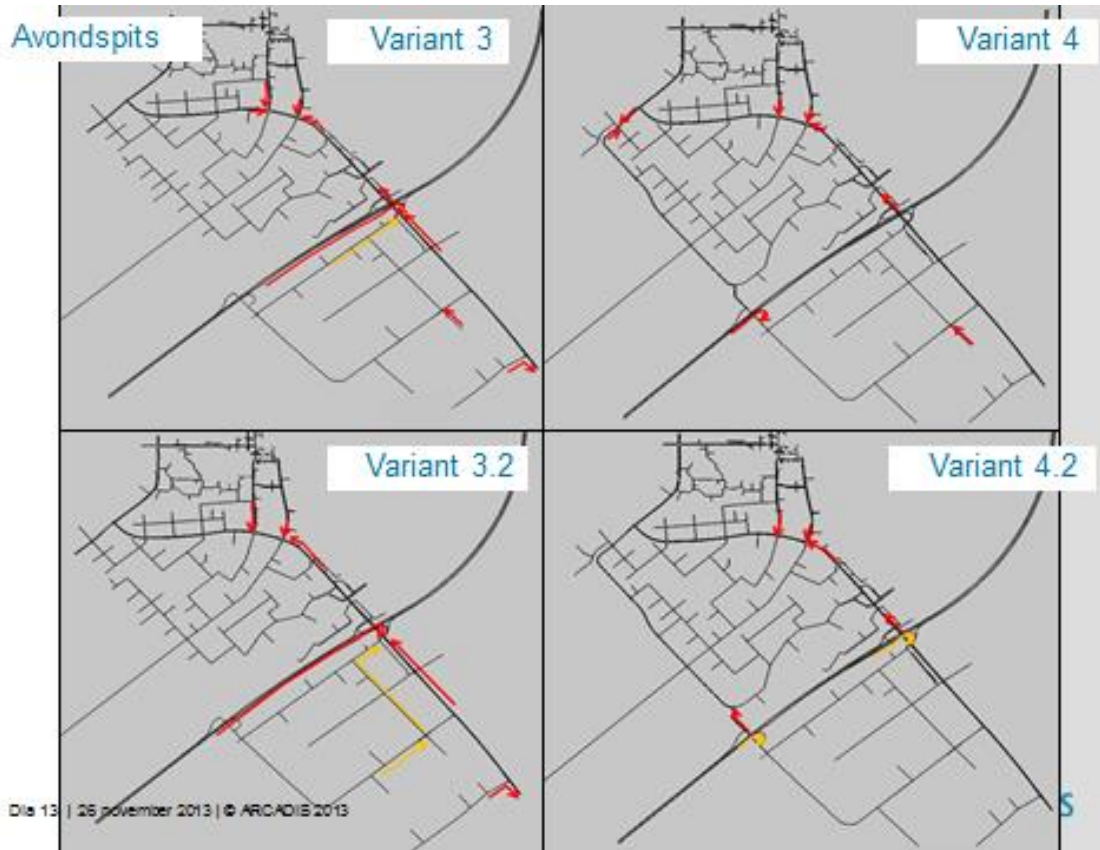 Avondspits
Variant 3
Variant 4
Variant 3.2
Variant 4.2
Dia 13 | 26 november 2013 | © ARCADIS 2013
S